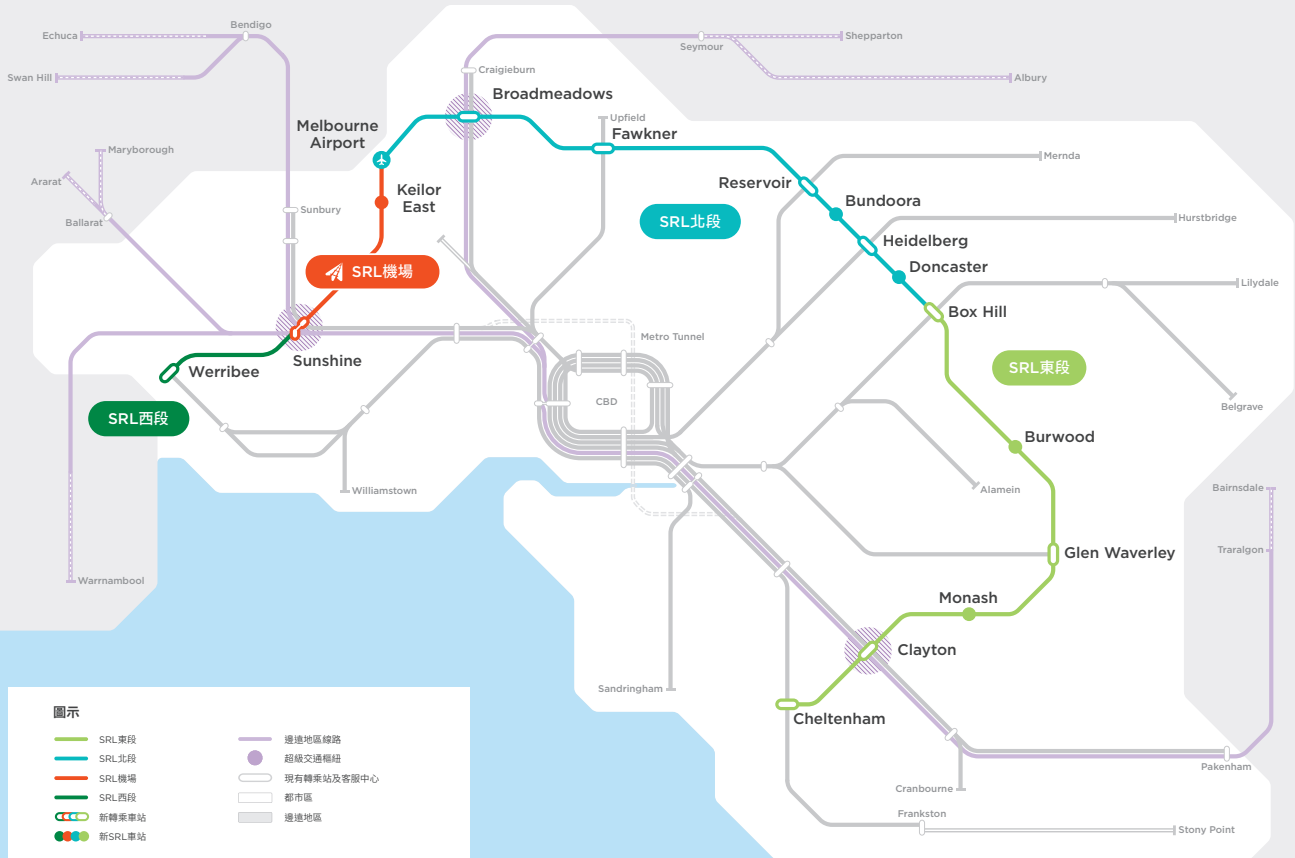 Bendigo
Echuca
Shepparton
Seymour
Swan Hill
Albury
Craigieburn
Broadmeadows
Melbourne
Airport
Upfield
Fawkner
Maryborough
Mernda
Ararat
Reservoir
Keilor
East
Bundoora
Sunbury
Ballarat
SRL北段
Hurstbridge
Heidelberg
Doncaster
SRL機場
Lilydale
Box Hill
Metro Tunnel
Sunshine
Werribee
SRL東段
CBD
Belgrave
SRL西段
Burwood
Williamstown
Alamein
Bairnsdale
Traralgon
Glen Waverley
Warrnambool
Monash
Clayton
Sandringham
Cheltenham
Pakenham
Cranbourne
Frankston
Stony Point
圖示
SRL東段
SRL北段
SRL機場
SRL西段
新轉乘車站
新SRL車站
邊遠地區線路
超級交通樞紐
現有轉乘站及客服中心
都市區
邊遠地區